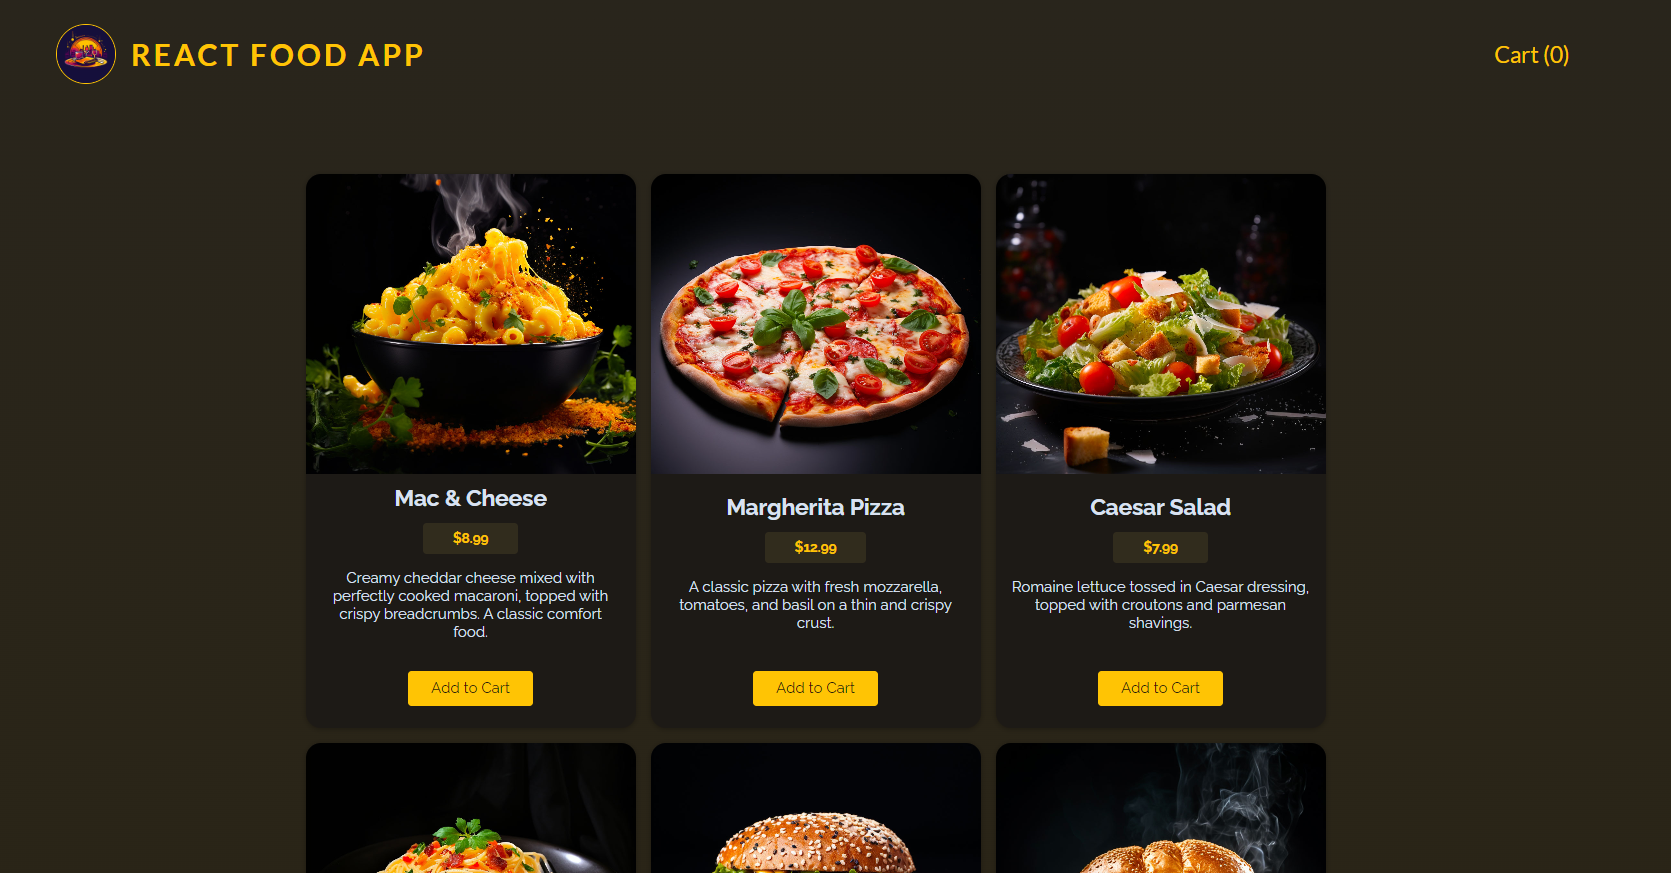 REACT FOOD APP
Cart (0)
Mac & Cheese
$8.99
Creamy cheddar cheese mixed with
perfectly cooked macaroni, topped with
crispy breadcrumbs. A classic comfort
food.
Add to Cart
Margherita Pizza
$12.99
A classic pizza with fresh mozzarella,
tomatoes, and basil on a thin and crispy
crust.
Add to Cart
Caesar Salad
$7.99
Romaine lettuce tossed in Caesar dressing,
topped with croutons and parmesan
shavings.
Add to Cart